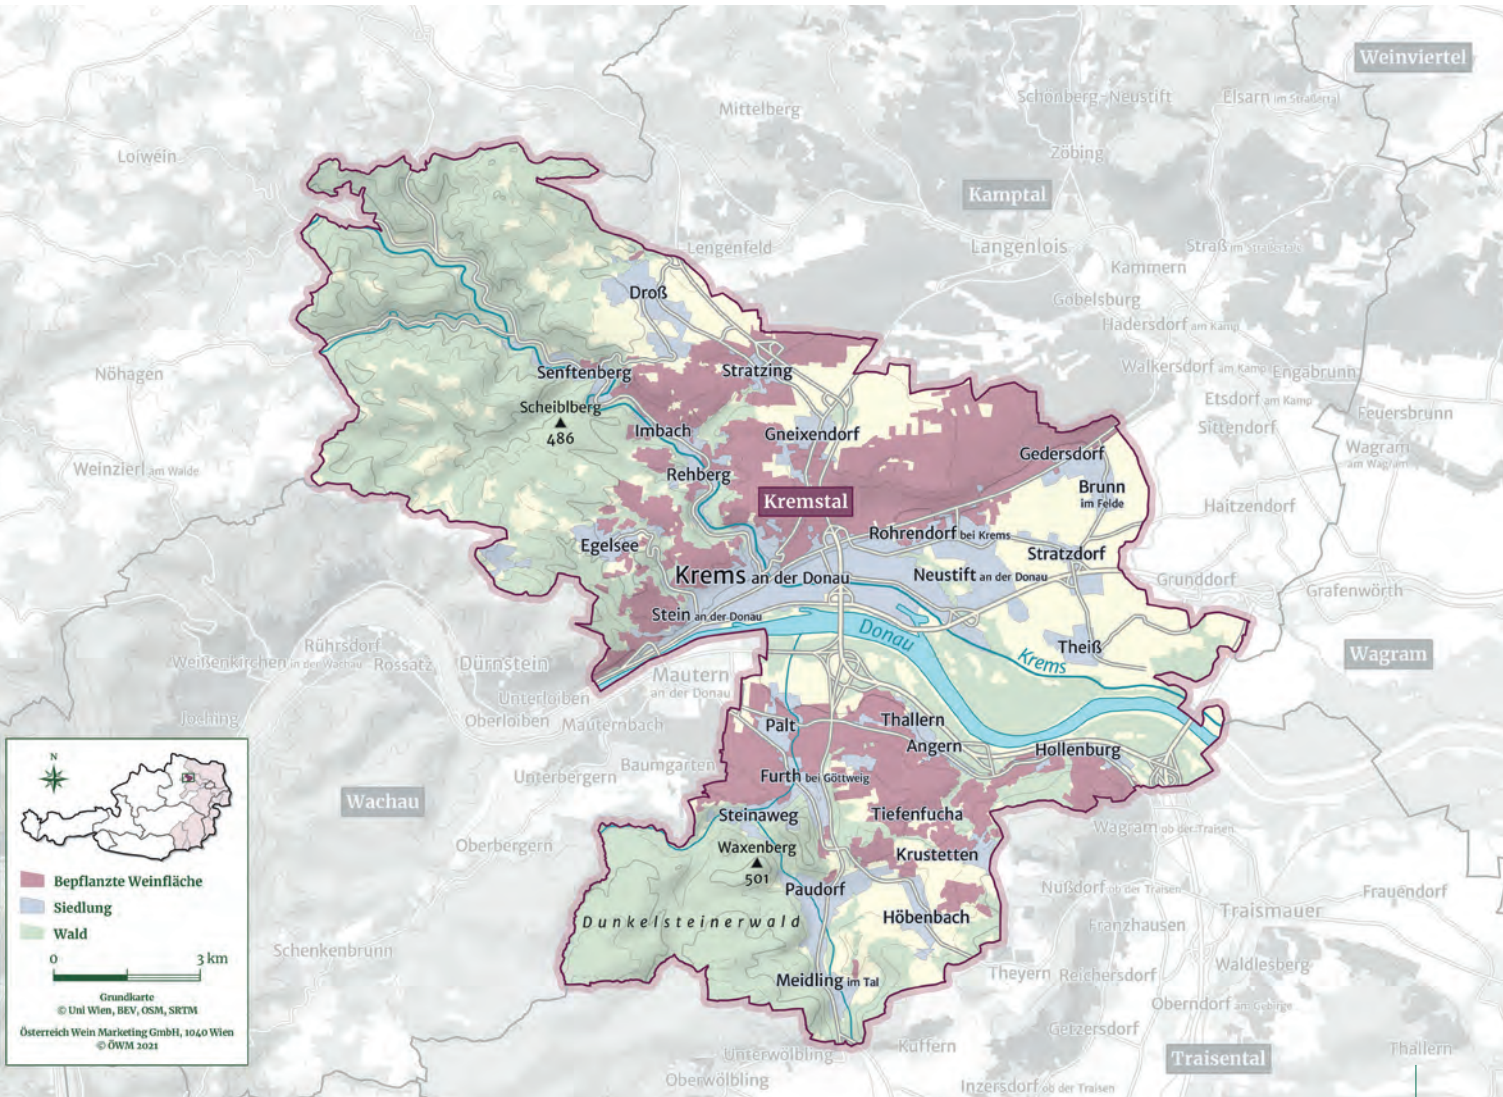 Weinviertel
Mittelberg
Schönberg-Neustift
Elsarn im Straßertal
Loiwein
Zöbing
Kamptal
Lengenfeld
Langenlois
Straß im Straßertale
Kammern
Droß
Gobelsburg
Hadersdorf am Kamp
Nöhagen
Senftenberg
Stratzing
Walkersdorf am Kamp
Engabrunn
Scheiblberg
486
Etsdorf am Kamp
Feuersbrunn
Imbach
Gneixendorf
Sittendorf
Wagram
am Wagram
Gedersdorf
Weinzierl am Walde
Rehberg
Brunn
im Felde
Kremstal
Haitzendorf
Egelsee
Rohrendorf bei Krems
Stratzdorf
Krems an der Donau
Neustift an der Donau
Grunddorf
Grafenwörth
Stein an der Donau
Donau
Theiß
Krems
Rührsdorf
Weißenkirchen in der Wachau
Rossatz
Dürnstein
Wagram
Mautern
an der Donau
Unterloiben
Joching
Oberloiben
Mauternbach
Palt
Thallern
Angern
Hollenburg
Baumgarten
Unterbergern
Furth bei Göttweig
Wachau
Steinaweg
Tiefenfucha
Wagram ob der Traisen
Oberbergern
Waxenberg
501
Krustetten
Paudorf
Nußdorf ob der Traisen
Frauendorf
Dunkelsteinerwald
Höbenbach
Franzhausen
Traismauer
Schenkenbrunn
Meidling im Tal
Theyern
Reichersdorf
Waldlesberg
Oberndorf am Gebirge
Getzersdorf
Kuffern
Unterwölbling
Traisental
Thallern
Oberwölbling
Inzersdorf ob der Traisen
N
Bepflanzte Weinfläche
Siedlung
Wald
0 3 km
Grundkarte
© Uni Wien, BEV, OSM, SRTM
Österreich Wein Marketing GmbH, 1040 Wien
© ÖWM 2021